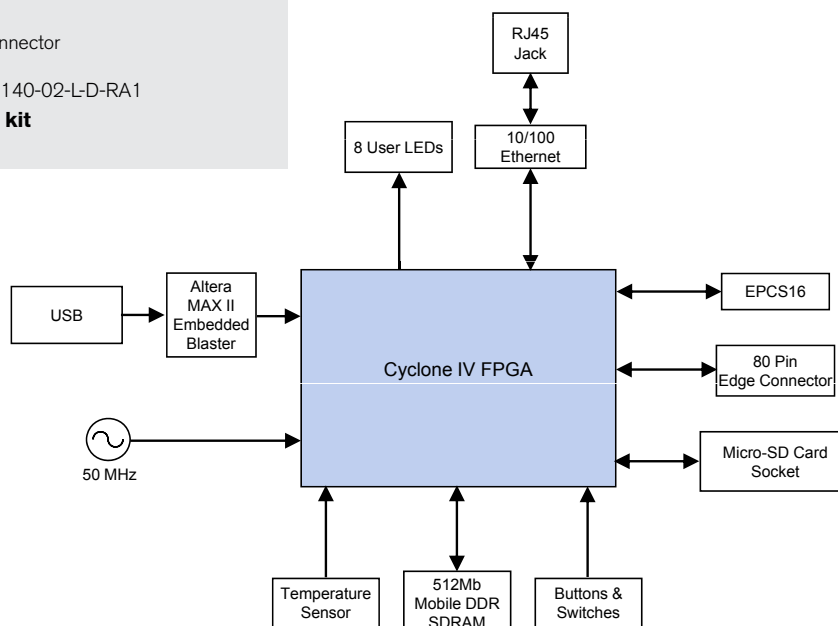 nnector
140-02-L-D-RA1
kit
RJ45
Jack
10/100
Ethernet
8 User LEDs
USB
Altera
MAX II
Embedded
Blaster
Cyclone IV FPGA
EPCS16
80 Pin
Edge Connector
Micro-SD Card
Socket
50 MHz
Temperature
Sensor
512Mb
Mobile DDR
SDRAM
Buttons &
Switches